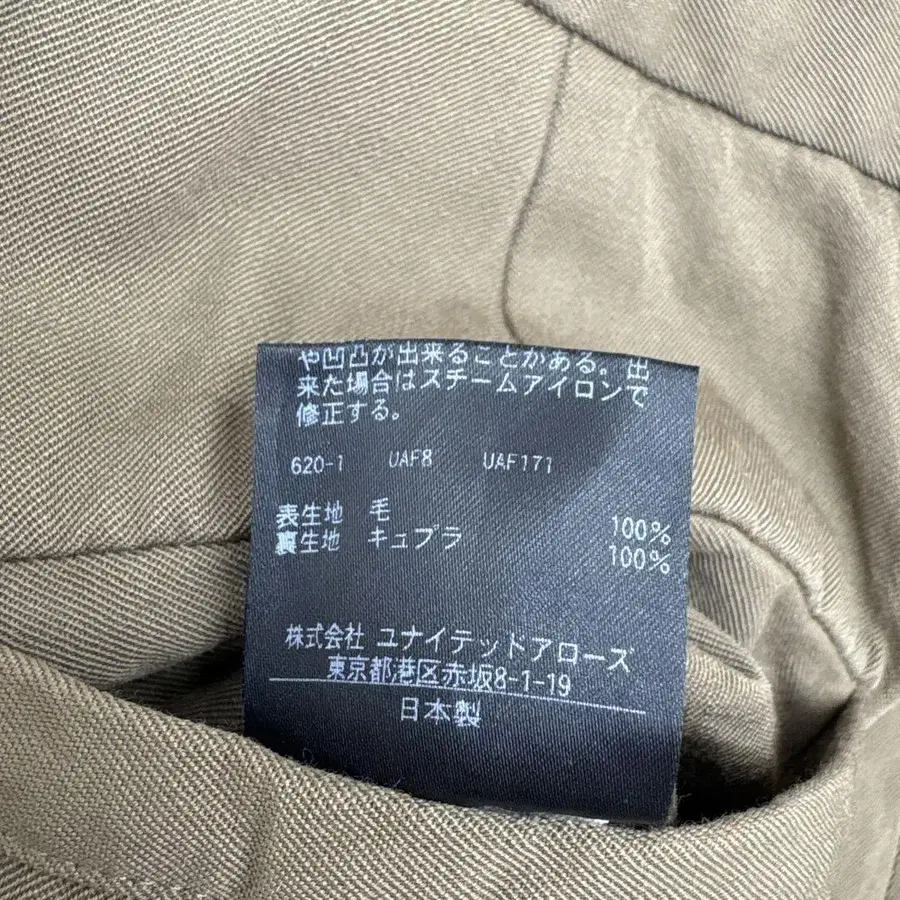 や凹凸が出来ることがある。出
来た場合はスチームアイロンで
修正する。
620-1 UAF8 UAF171
表生地 毛 100%
裏生地 キュプラ 100%
株式会社 ユナイテッドアローズ
東京都港区赤坂8-1-19
日本製